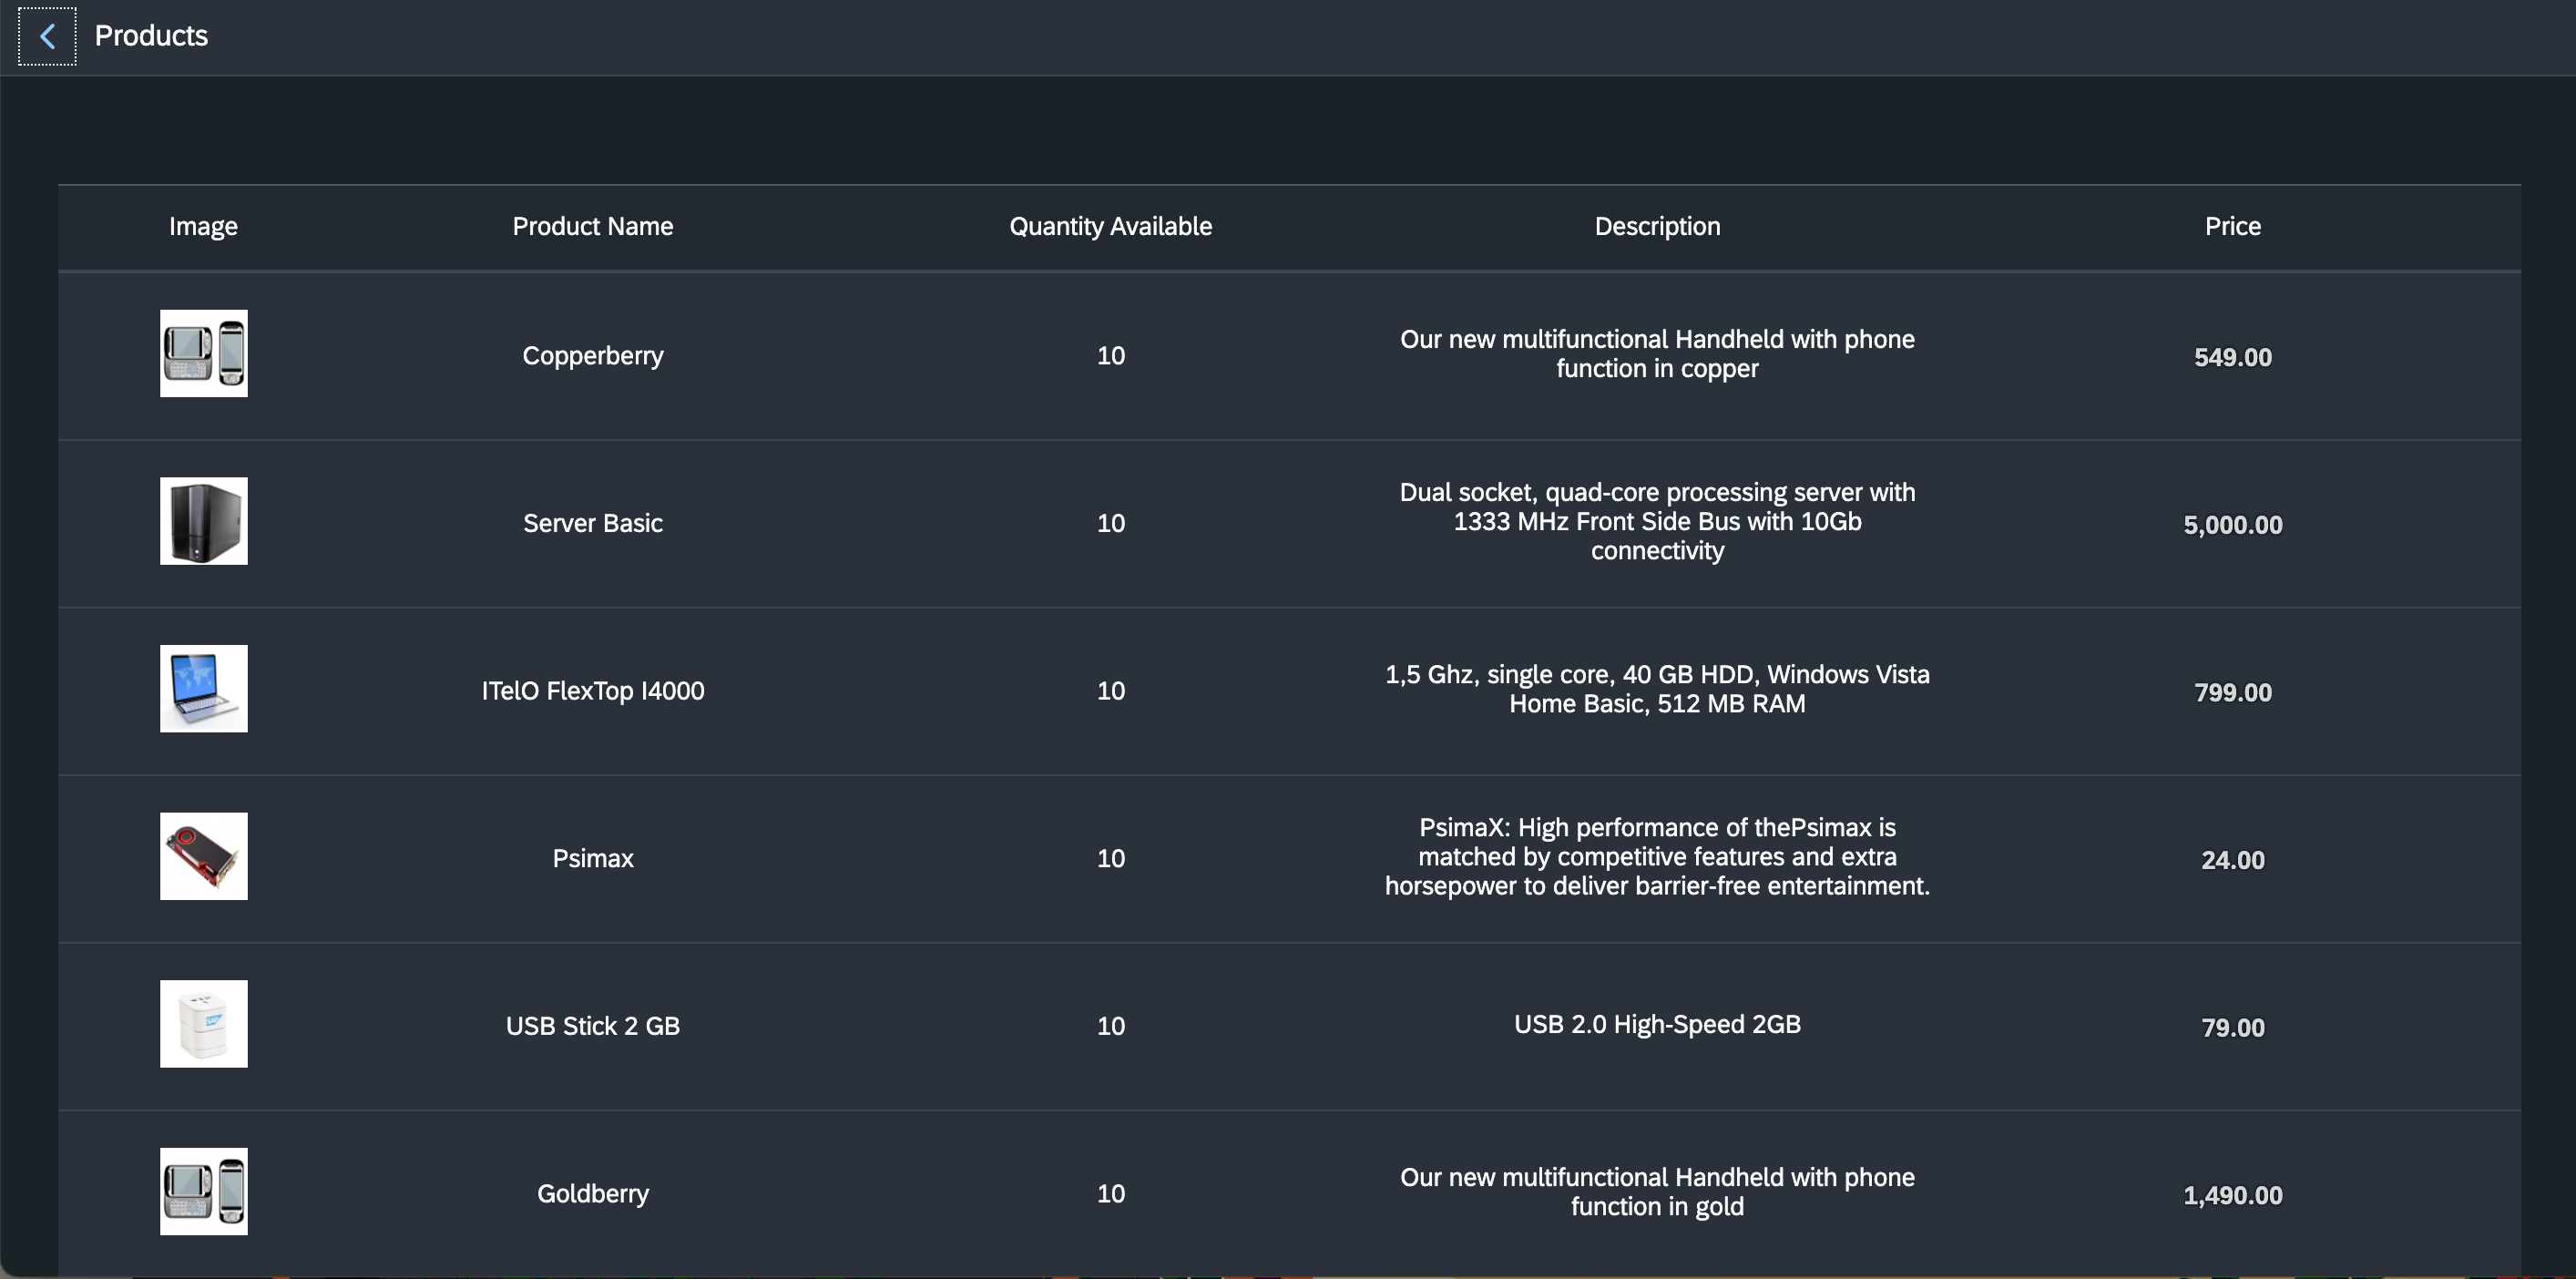 Products
Image Product Name Quantity Available Description Price
Copperberry 10 Our new multifunctional Handheld with phone function in copper 549.00
Server Basic 10 Dual socket, quad-core processing server with 1333 MHz Front Side Bus with 10Gb connectivity 5,000.00
ITelO FlexTop I4000 10 1,5 Ghz, single core, 40 GB HDD, Windows Vista Home Basic, 512 MB RAM 799.00
Psimax 10 PsimaX: High performance of thePsimax is matched by competitive features and extra horsepower to deliver barrier-free entertainment. 24.00
SAP
USB Stick 2 GB 10 USB 2.0 High-Speed 2GB 79.00
Goldberry 10 Our new multifunctional Handheld with phone function in gold 1,490.00